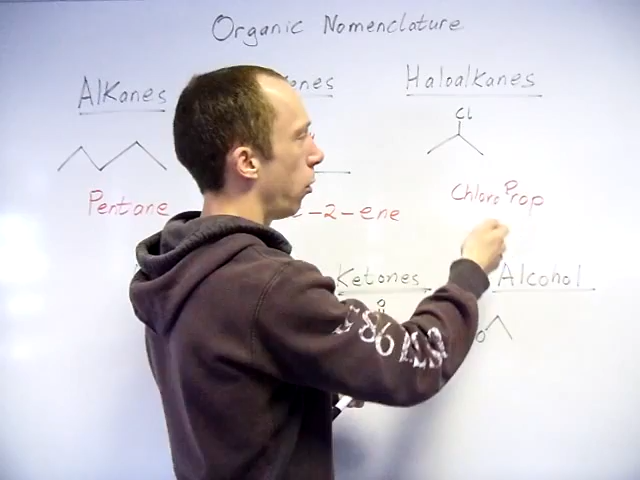 Organic Nomenclature
Alkanes
enes
Haloalkanes
Cl
Pentane
-2-ene
ChloroProp
Ketones
Alcohol
O
O